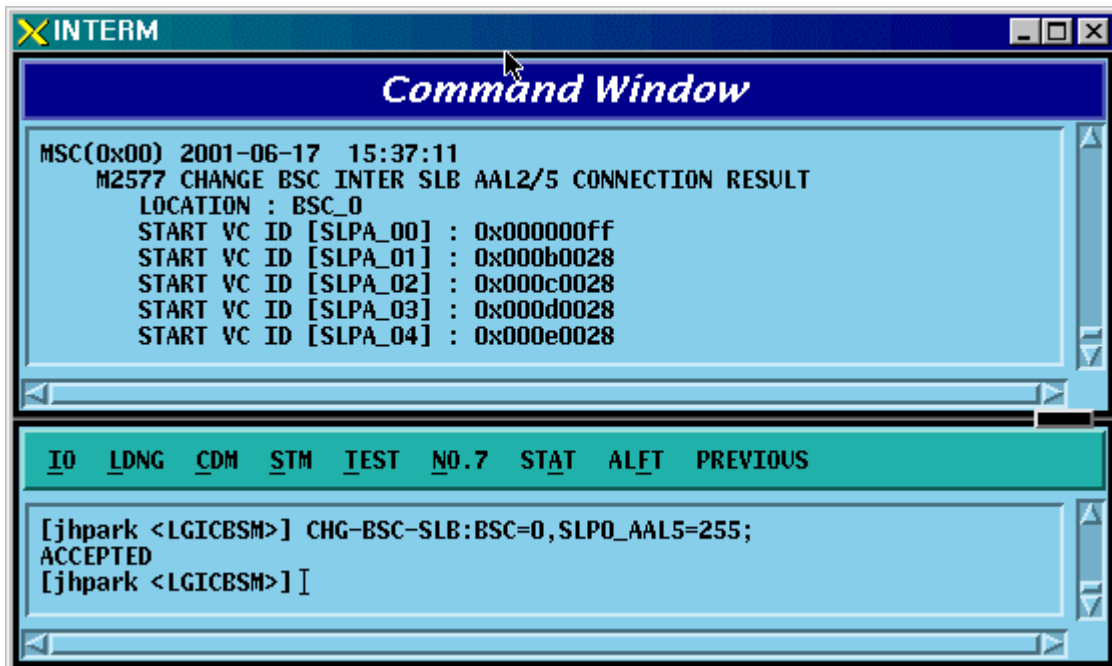 INTERM
Command Window
MSC(0x00) 2001-06-17 15:37:11
M2577 CHANGE BSC INTER SLB AAL2/5 CONNECTION RESULT
LOCATION : BSC_0
START VC ID [SLPA_00] : 0x000000ff
START VC ID [SLPA_01] : 0x000b0028
START VC ID [SLPA_02] : 0x000c0028
START VC ID [SLPA_03] : 0x000d0028
START VC ID [SLPA_04] : 0x000e0028
IO LDNG CDM STM TEST NO.7 STAT ALFT PREVIOUS
[jhpark <LGICBSM>] CHG-BSC-SLB:BSC=0,SLP0_AAL5=255;
ACCEPTED
[jhpark <LGICBSM>]